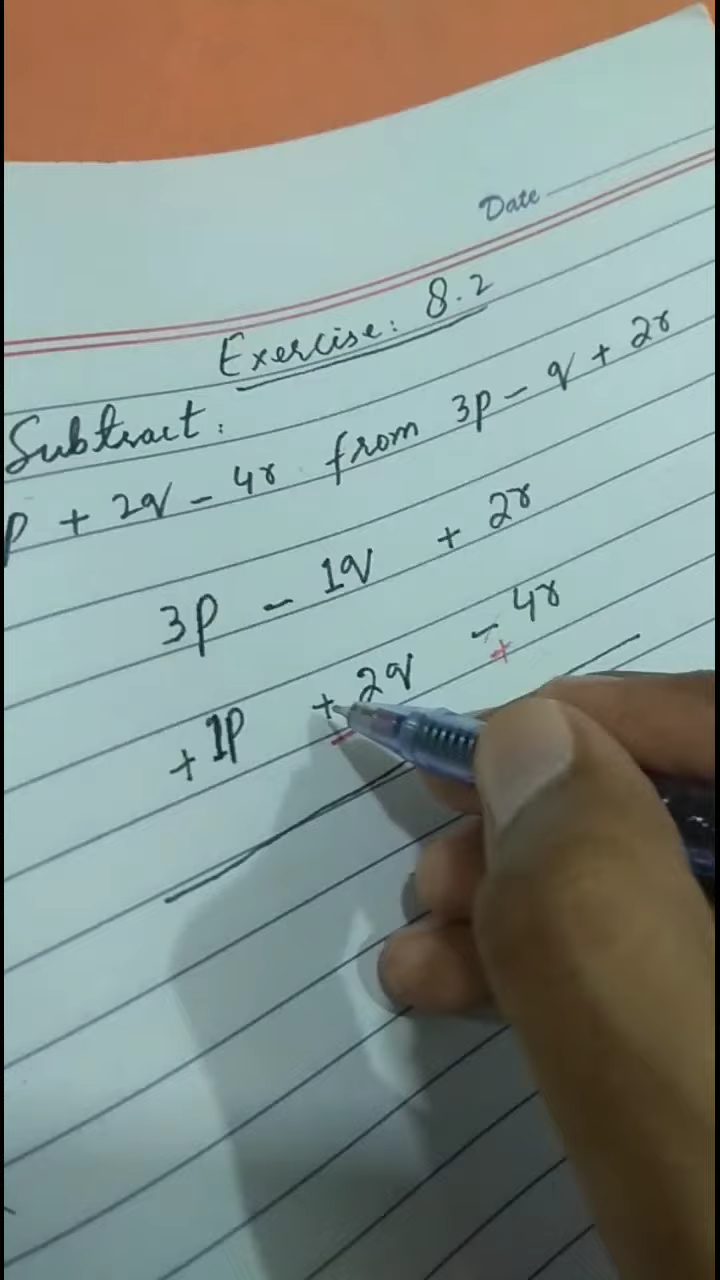 Date
Exercise: 8.2
Subtract:
p + 2q - 4r from 3p - q + 2r
3p - 1q + 2r
+ 1p + 2q - 4r
- +